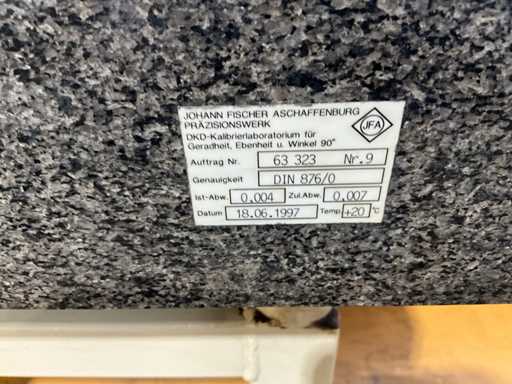 JOHANN FISCHER ASCHAFFENBURG
PRÄZISIONSWERK
JFA
DKD-Kalibrierlaboratorium für
Geradheit, Ebenheit u. Winkel 90°
Auftrag Nr. 63 323 Nr.9
Genauigkeit DIN 876/0
Ist-Abw. 0.004 Zul.Abw. 0.007
Datum 18.06.1997 Temp. +20 °C